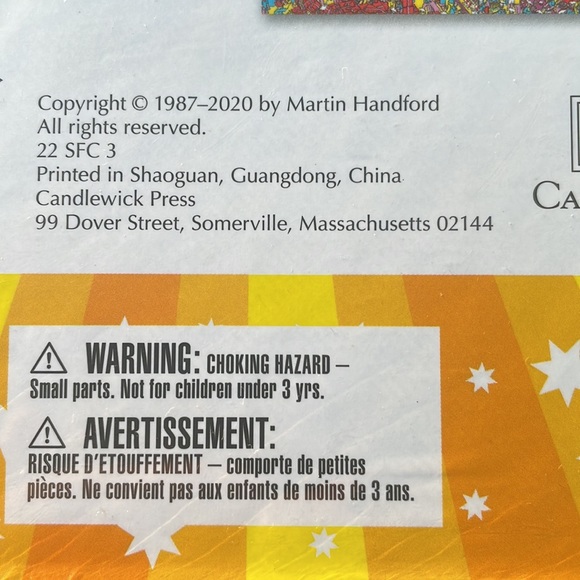 Copyright © 1987–2020 by Martin Handford
All rights reserved.
22 SFC 3
Printed in Shaoguan, Guangdong, China
Candlewick Press
99 Dover Street, Somerville, Massachusetts 02144
CA
WARNING: CHOKING HAZARD –
Small parts. Not for children under 3 yrs.
AVERTISSEMENT:
RISQUE D'ETOUFFEMENT – comporte de petites
pièces. Ne convient pas aux enfants de moins de 3 ans.